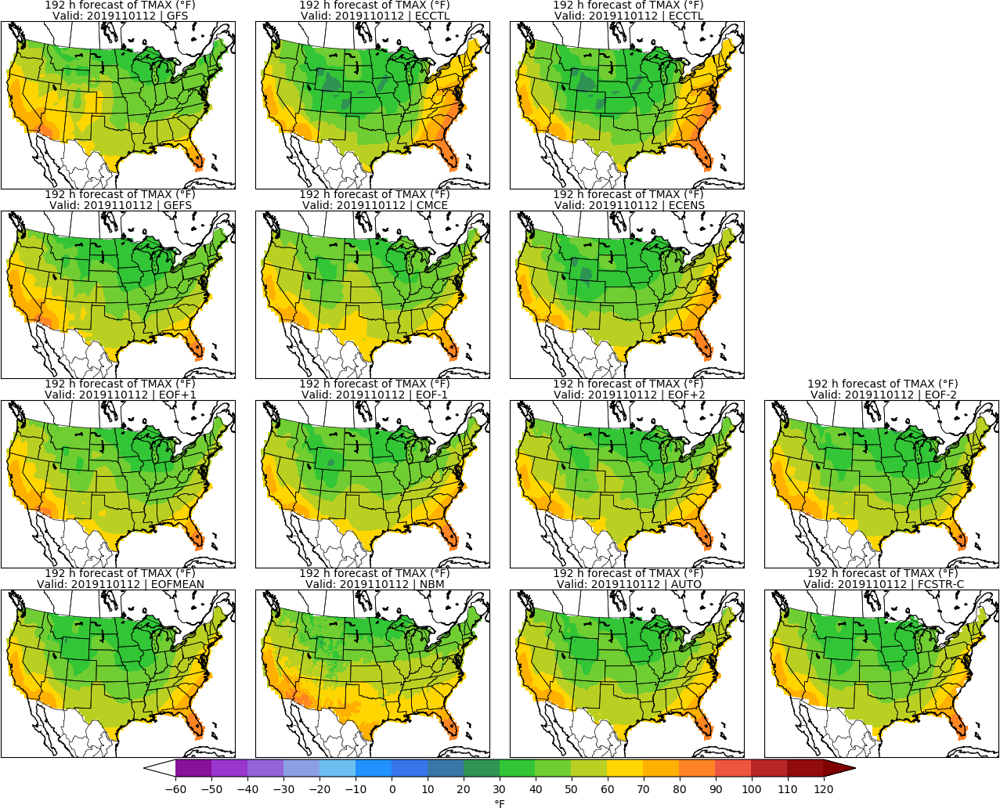 192 h forecast of TMAX (°F)
Valid: 2019110112 | GFS
192 h forecast of TMAX (°F)
Valid: 2019110112 | ECCTL
192 h forecast of TMAX (°F)
Valid: 2019110112 | ECCTL
192 h forecast of TMAX (°F)
Valid: 2019110112 | GEFS
192 h forecast of TMAX (°F)
Valid: 2019110112 | CMCE
192 h forecast of TMAX (°F)
Valid: 2019110112 | ECENS
192 h forecast of TMAX (°F)
Valid: 2019110112 | EOF+1
192 h forecast of TMAX (°F)
Valid: 2019110112 | EOF-1
192 h forecast of TMAX (°F)
Valid: 2019110112 | EOF+2
192 h forecast of TMAX (°F)
Valid: 2019110112 | EOF-2
192 h forecast of TMAX (°F)
Valid: 2019110112 | EOFMEAN
192 h forecast of TMAX (°F)
Valid: 2019110112 | NBM
192 h forecast of TMAX (°F)
Valid: 2019110112 | AUTO
192 h forecast of TMAX (°F)
Valid: 2019110112 | FCSTR-C
−60 −50 −40 −30 −20 −10 0 10 20 30 40 50 60 70 80 90 100 110 120
°F